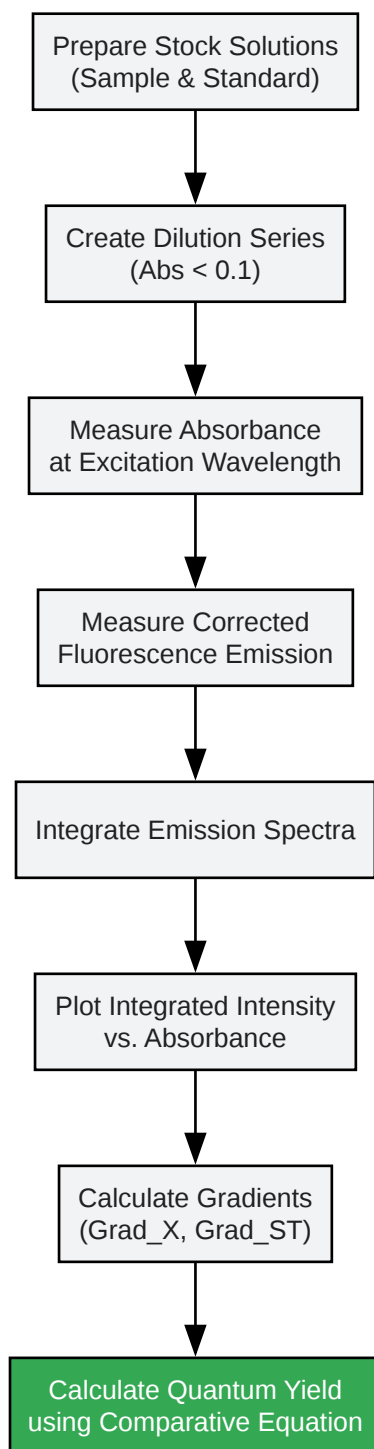 Prepare Stock Solutions
(Sample & Standard)
Create Dilution Series
(Abs < 0.1)
Measure Absorbance
at Excitation Wavelength
Measure Corrected
Fluorescence Emission
Integrate Emission Spectra
Plot Integrated Intensity
vs. Absorbance
Calculate Gradients
(Grad_X, Grad_ST)
Calculate Quantum Yield
using Comparative Equation